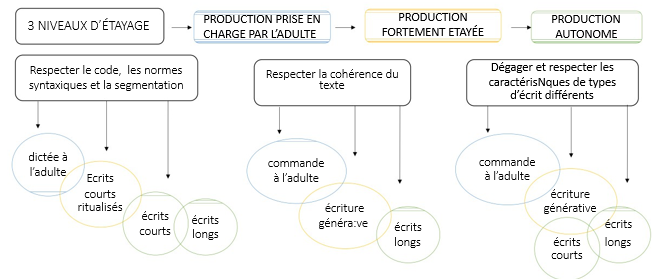 3 NIVEAUX D'ÉTAYAGE
PRODUCTION PRISE EN
CHARGE PAR L'ADULTE
PRODUCTION
FORTEMENT ETAYÉE
PRODUCTION
AUTONOME
Respecter le code, les normes
syntaxiques et la segmentation
Respecter la cohérence du
texte
Dégager et respecter les
caractérisNques de types
d'écrit différents
dictée à
l'adulte
Ecrits
courts
ritualisés
écrits
courts
écrits
longs
commande
à l'adulte
écriture
généra:ve
écrits
longs
commande
à l'adulte
écriture
générative
écrits
courts
écrits
longs